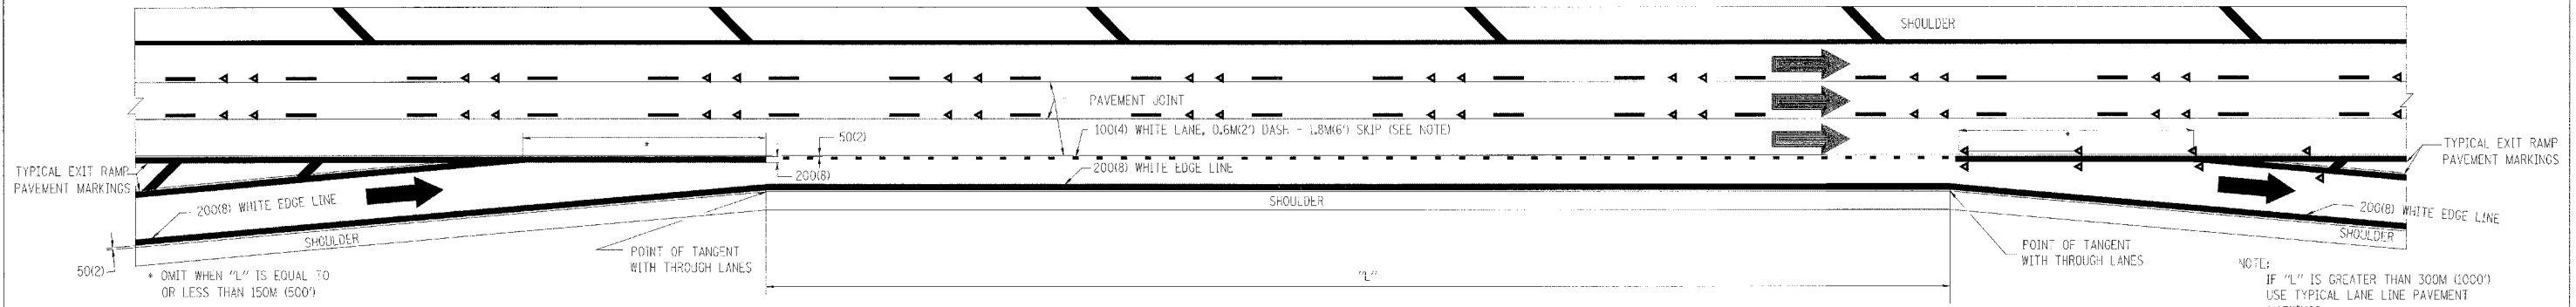 SHOULDER
PAVEMENT JOINT
100(4) WHITE LANE, 0.6M(2') DASH - 1.8M(6') SKIP (SEE NOTE)
50(2)
*
*
TYPICAL EXIT RAMP
PAVEMENT MARKINGS
TYPICAL EXIT RAMP
PAVEMENT MARKINGS
200(8)
200(8) WHITE EDGE LINE
200(8) WHITE EDGE LINE
SHOULDER
200(8) WHITE EDGE LINE
SHOULDER
SHOULDER
50(2)
POINT OF TANGENT
WITH THROUGH LANES
POINT OF TANGENT
WITH THROUGH LANES
* OMIT WHEN "L" IS EQUAL TO
OR LESS THAN 150M (500')
"L"
NOTE:
IF "L" IS GREATER THAN 300M (1000')
USE TYPICAL LANE LINE PAVEMENT